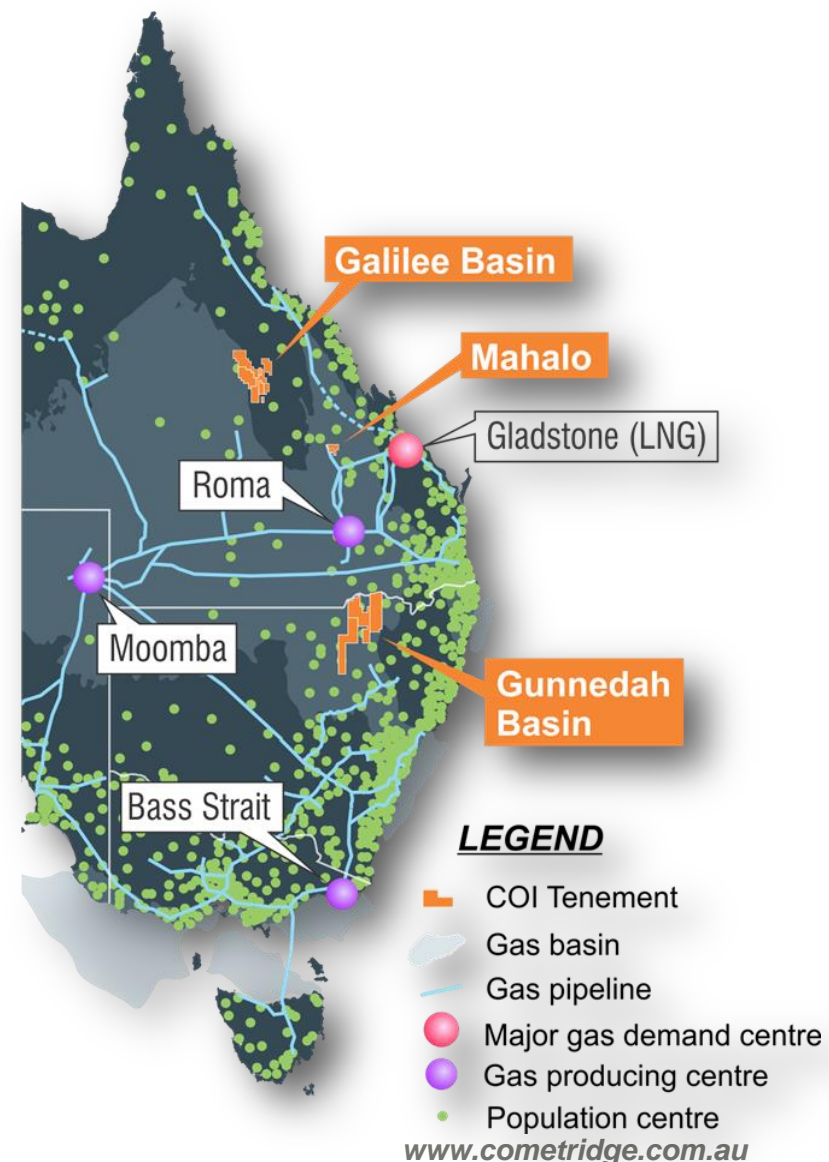 Galilee Basin
Mahalo
Gladstone (LNG)
Roma
Moomba
Gunnedah
Basin
Bass Strait
LEGEND
COI Tenement
Gas basin
Gas pipeline
Major gas demand centre
Gas producing centre
Population centre
www.cometridge.com.au